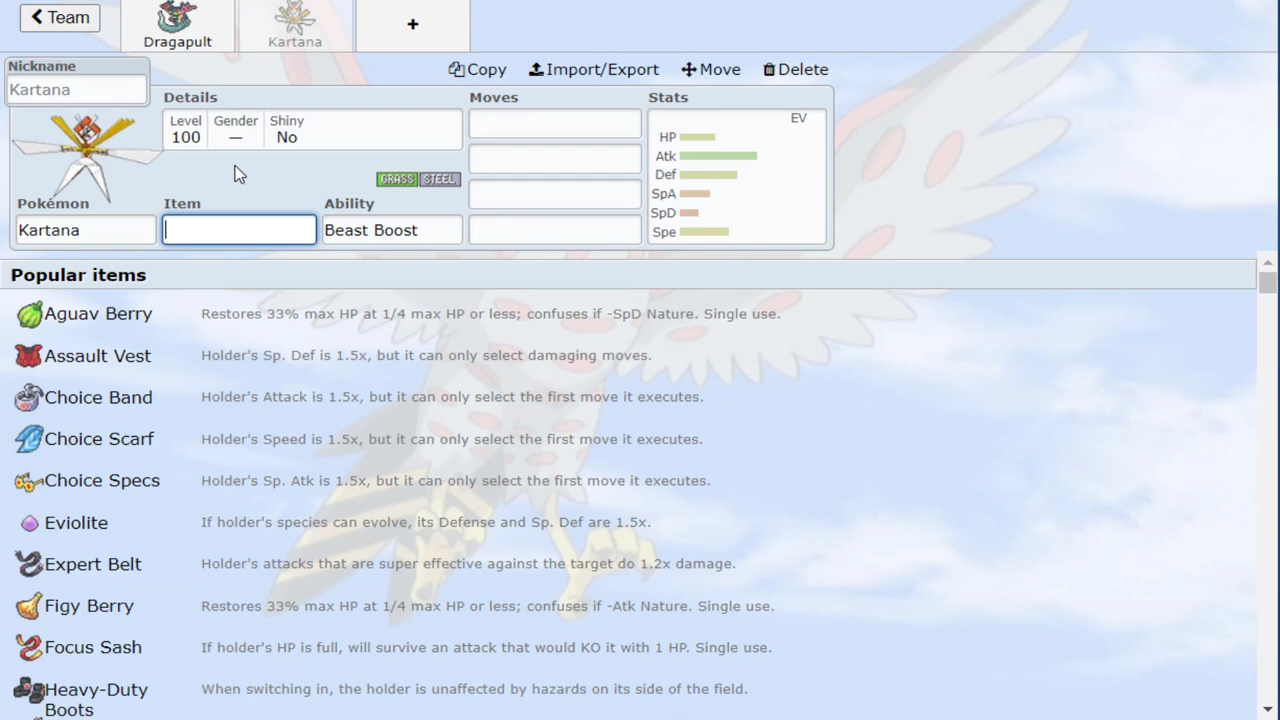 Team
Dragapult
Kartana
+
Nickname
Kartana
Copy
Import/Export
Move
Delete
Details
Moves
Stats
Level
Gender
Shiny
100
—
No
EV
HP
Atk
Def
SpA
SpD
Spe
GRASS STEEL
Pokémon
Item
Ability
Kartana
Beast Boost
Popular items
Aguav Berry Restores 33% max HP at 1/4 max HP or less; confuses if -SpD Nature. Single use.
Assault Vest Holder's Sp. Def is 1.5x, but it can only select damaging moves.
Choice Band Holder's Attack is 1.5x, but it can only select the first move it executes.
Choice Scarf Holder's Speed is 1.5x, but it can only select the first move it executes.
Choice Specs Holder's Sp. Atk is 1.5x, but it can only select the first move it executes.
Eviolite If holder's species can evolve, its Defense and Sp. Def are 1.5x.
Expert Belt Holder's attacks that are super effective against the target do 1.2x damage.
Figy Berry Restores 33% max HP at 1/4 max HP or less; confuses if -Atk Nature. Single use.
Focus Sash If holder's HP is full, will survive an attack that would KO it with 1 HP. Single use.
Heavy-Duty When switching in, the holder is unaffected by hazards on its side of the field.
Boots